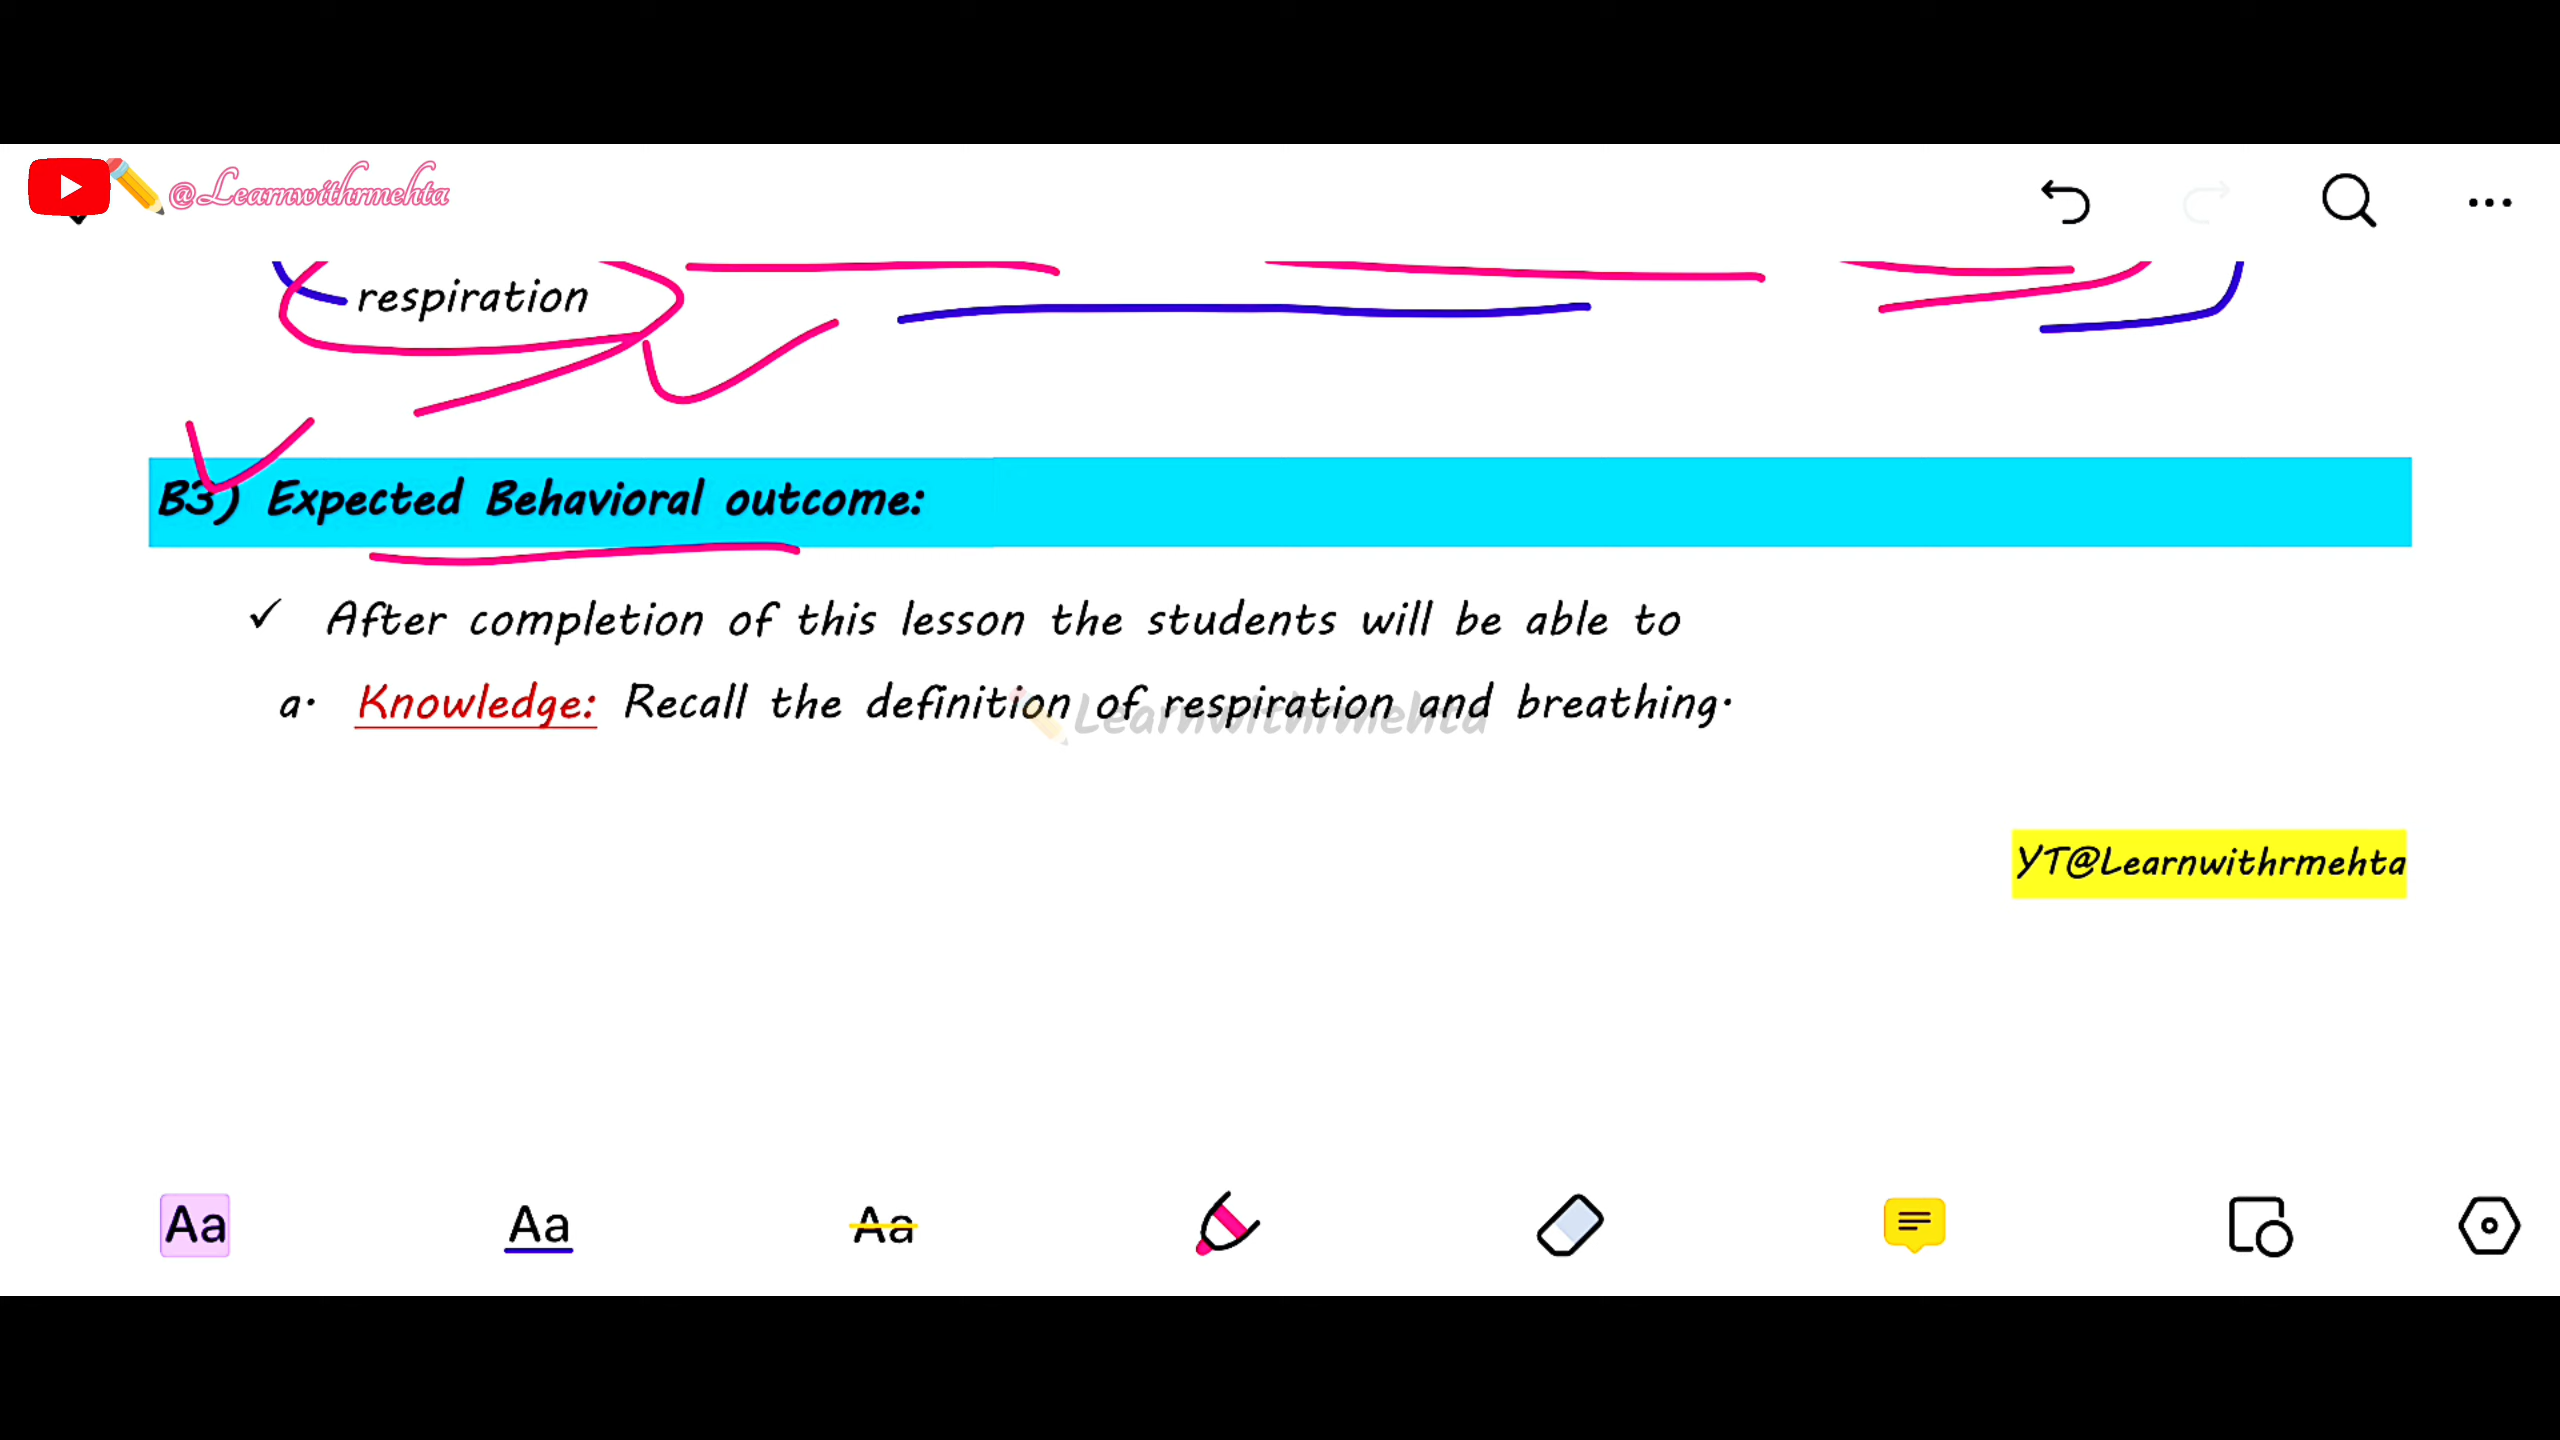 @Learnwithrmehta
respiration
B3) Expected Behavioral outcome:
✓ After completion of this lesson the students will be able to
a. Knowledge: Recall the definition of respiration and breathing.
Learnwithrmehta
YT@Learnwithrmehta
Aa Aa Aa